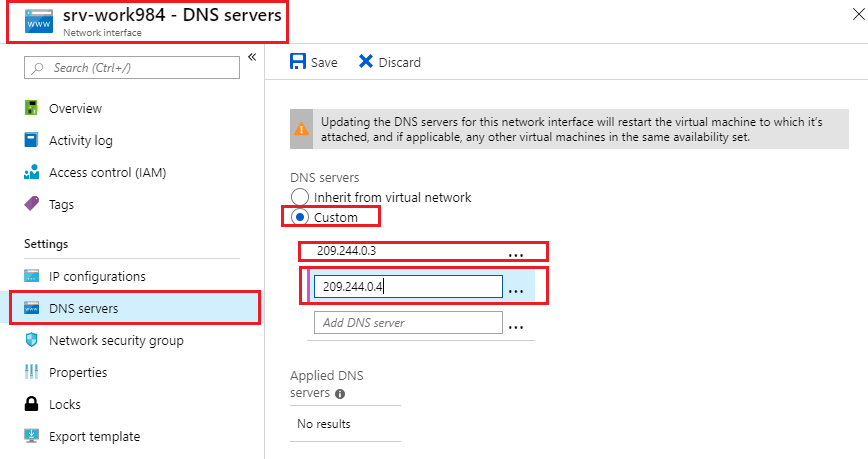 srv-work984 - DNS servers
Network interface
Search (Ctrl+/)
Overview
Activity log
Access control (IAM)
Tags
Settings
IP configurations
DNS servers
Network security group
Properties
Locks
Export template
Save
Discard
Updating the DNS servers for this network interface will restart the virtual machine to which it's
attached, and if applicable, any other virtual machines in the same availability set.
DNS servers
Inherit from virtual network
Custom
209.244.0.3 ...
209.244.0.4 ...
Add DNS server ...
Applied DNS
servers
No results